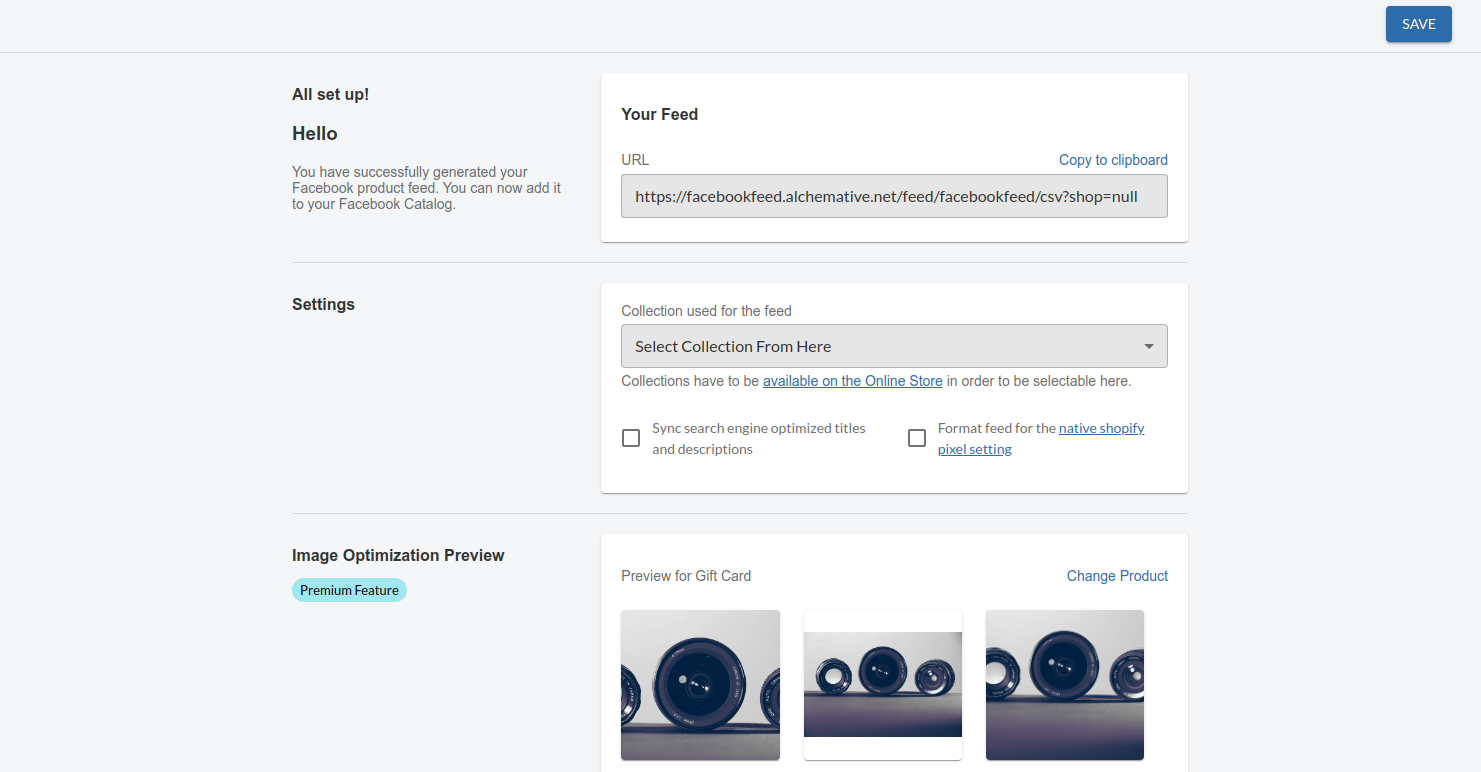 SAVE
All set up!
Hello
You have successfully generated your
Facebook product feed. You can now add it
to your Facebook Catalog.
Your Feed
URL
Copy to clipboard
https://facebookfeed.alchemative.net/feed/facebookfeed/csv?shop=null
Settings
Collection used for the feed
Select Collection From Here
Collections have to be available on the Online Store in order to be selectable here.
Sync search engine optimized titles
and descriptions
Format feed for the native shopify
pixel setting
Image Optimization Preview
Premium Feature
Preview for Gift Card
Change Product